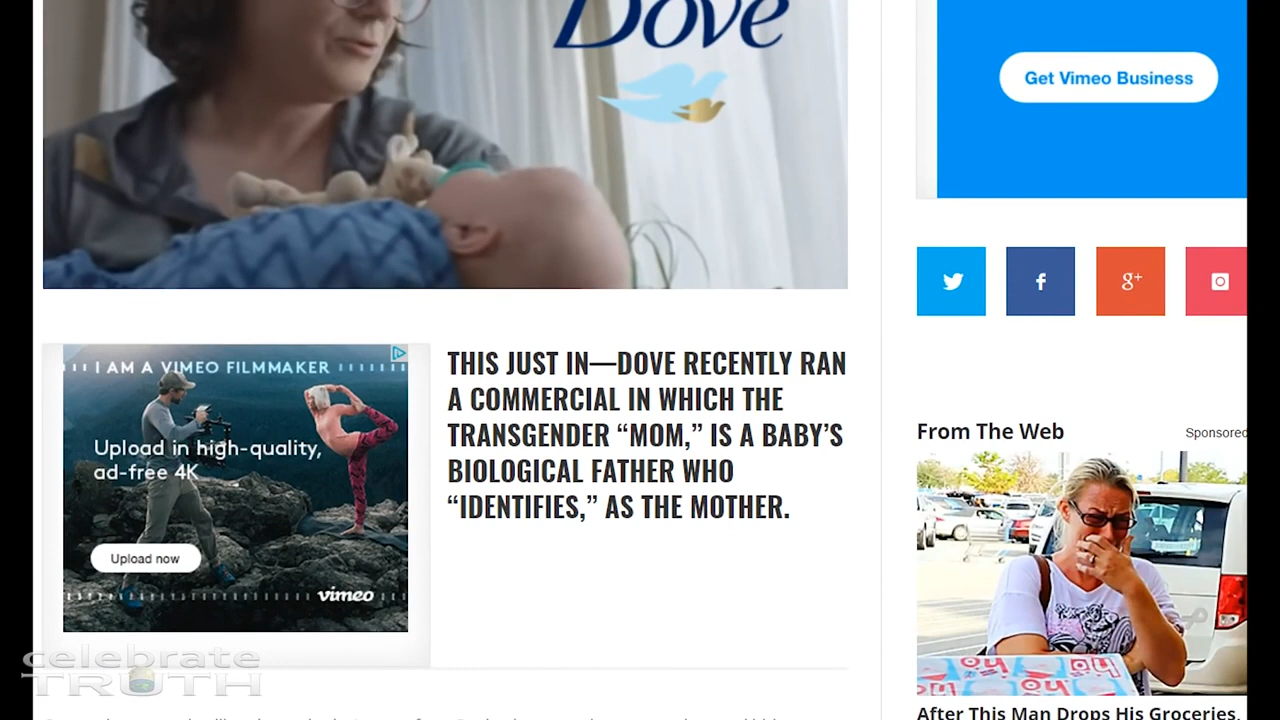 Dove
Get Vimeo Business
I AM A VIMEO FILMMAKER
Upload in high-quality,
ad-free 4K
Upload now
vimeo
THIS JUST IN—DOVE RECENTLY RAN
A COMMERCIAL IN WHICH THE
TRANSGENDER “MOM,” IS A BABY’S
BIOLOGICAL FATHER WHO
“IDENTIFIES,” AS THE MOTHER.
f
g+
From The Web
Sponsored
ho
ho
After This Man Drops His Groceries,
celebrate
TRUTH